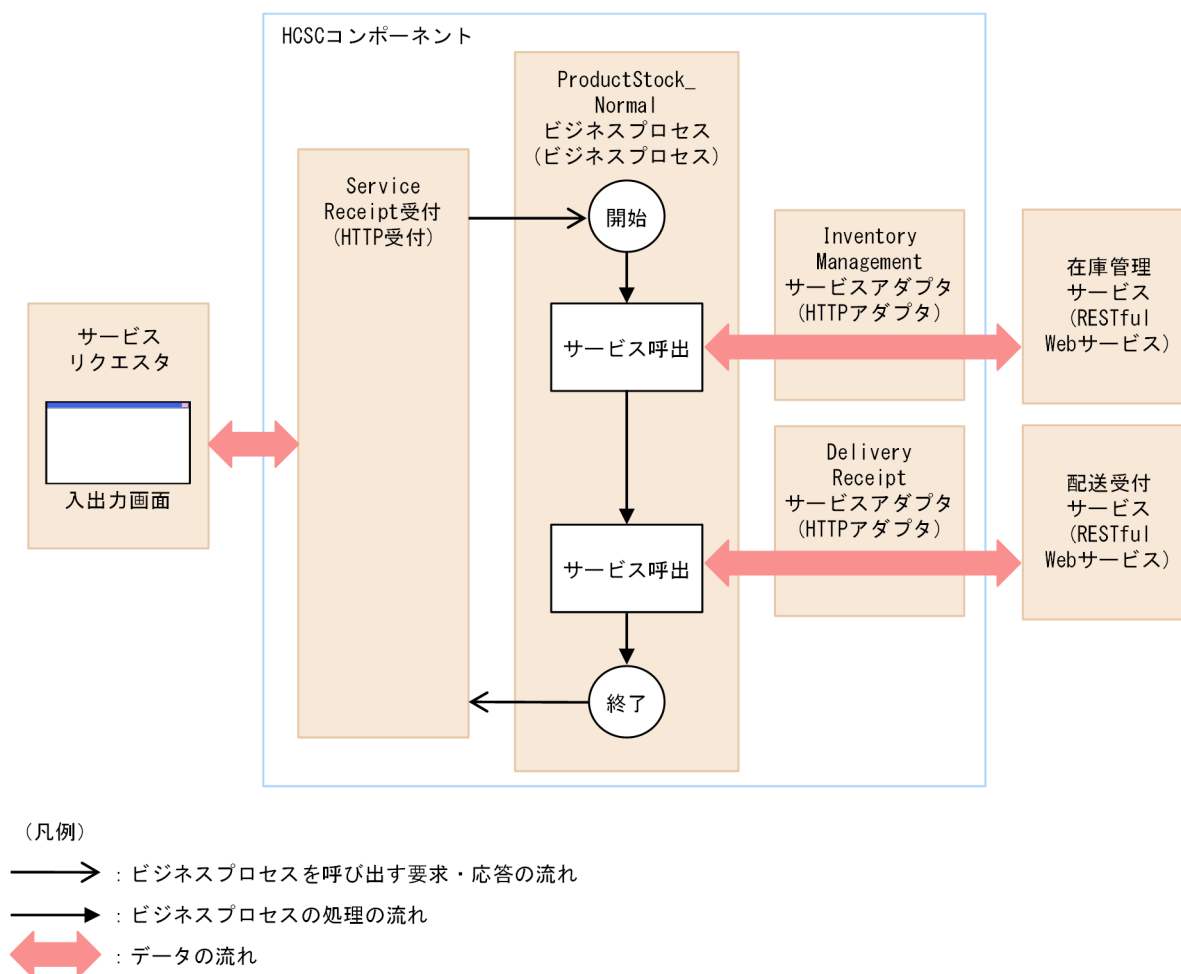 HCSCコンポーネント
ProductStock_
Normal
ビジネスプロセス
(ビジネスプロセス)
Service
Receipt受付
(HTTP受付)
開始
サービス呼出
サービス呼出
終了
Inventory
Management
サービスアダプタ
(HTTPアダプタ)
在庫管理
サービス
(RESTful
Webサービス)
サービス
リクエスタ
入出力画面
Delivery
Receipt
サービスアダプタ
(HTTPアダプタ)
配送受付
サービス
(RESTful
Webサービス)
(凡例)
：ビジネスプロセスを呼び出す要求・応答の流れ
：ビジネスプロセスの処理の流れ
：データの流れ